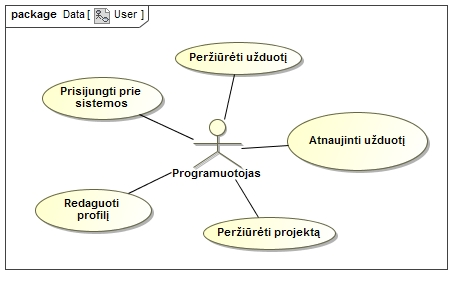 package Data [ User ]
Peržiūrėti užduotį
Prisijungti prie
sistemos
Atnaujinti užduotį
Programuotojas
Redaguoti
profilį
Peržiūrėti projektą